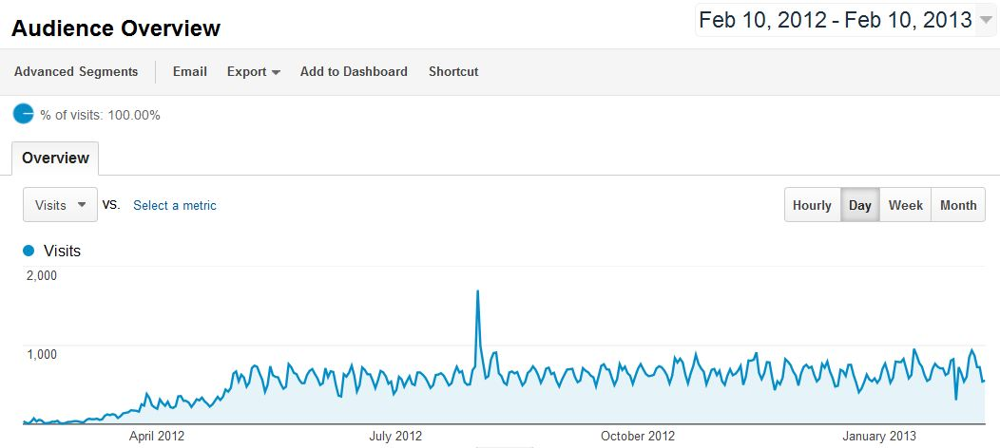 Audience Overview
Feb 10, 2012 - Feb 10, 2013
Advanced Segments Email Export Add to Dashboard Shortcut
% of visits: 100.00%
Overview
Visits vs. Select a metric Hourly Day Week Month
Visits
2,000
1,000
April 2012 July 2012 October 2012 January 2013